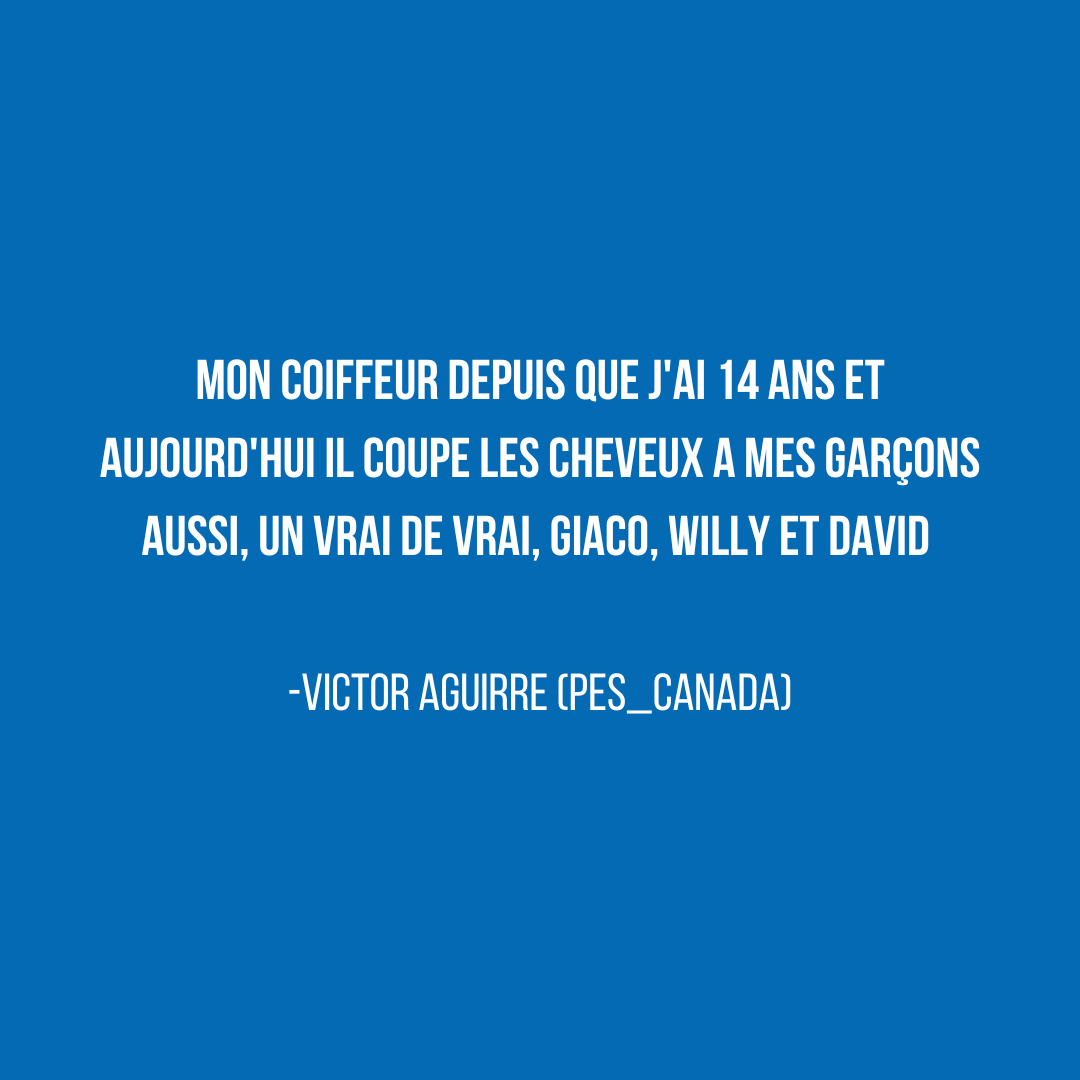 MON COIFFEUR DEPUIS QUE J'AI 14 ANS ET
AUJOURD'HUI IL COUPE LES CHEVEUX A MES GARÇONS
AUSSI, UN VRAI DE VRAI, GIACO, WILLY ET DAVID
-VICTOR AGUIRRE (PES_CANADA)